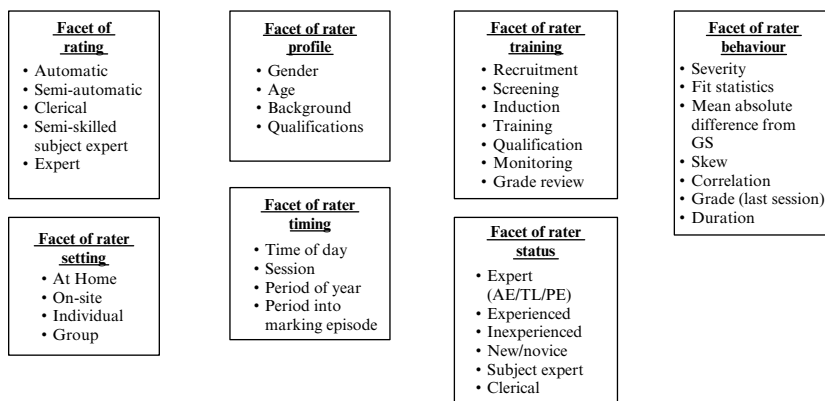 Facet of
rating
• Automatic
• Semi-automatic
• Clerical
• Semi-skilled
subject expert
• Expert
Facet of rater
setting
• At Home
• On-site
• Individual
• Group
Facet of rater
profile
• Gender
• Age
• Background
• Qualifications
Facet of rater
timing
• Time of day
• Session
• Period of year
• Period into
marking episode
Facet of rater
training
• Recruitment
• Screening
• Induction
• Training
• Qualification
• Monitoring
• Grade review
Facet of rater
status
• Expert
(AE/TL/PE)
• Experienced
• Inexperienced
• New/novice
• Subject expert
• Clerical
Facet of rater
behaviour
• Severity
• Fit statistics
• Mean absolute
difference from
GS
• Skew
• Correlation
• Grade (last session)
• Duration